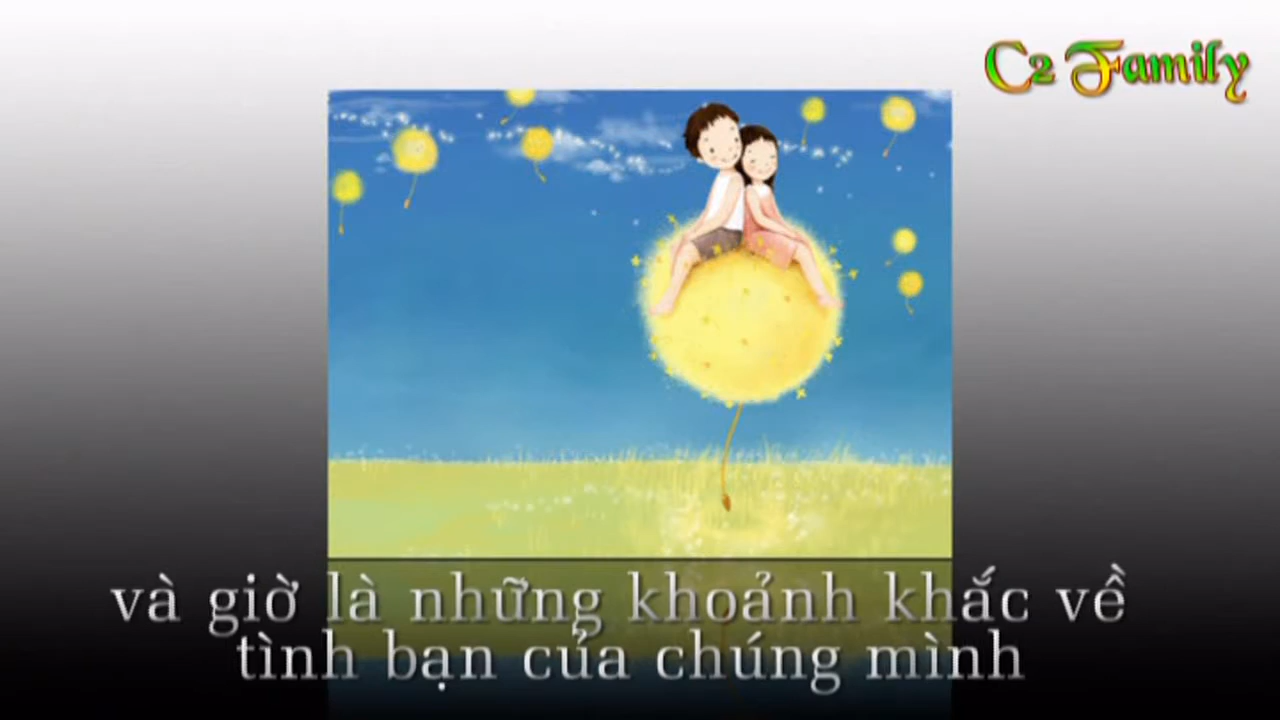 C2 Family
và giờ là những khoảnh khắc về
tình bạn của chúng mình